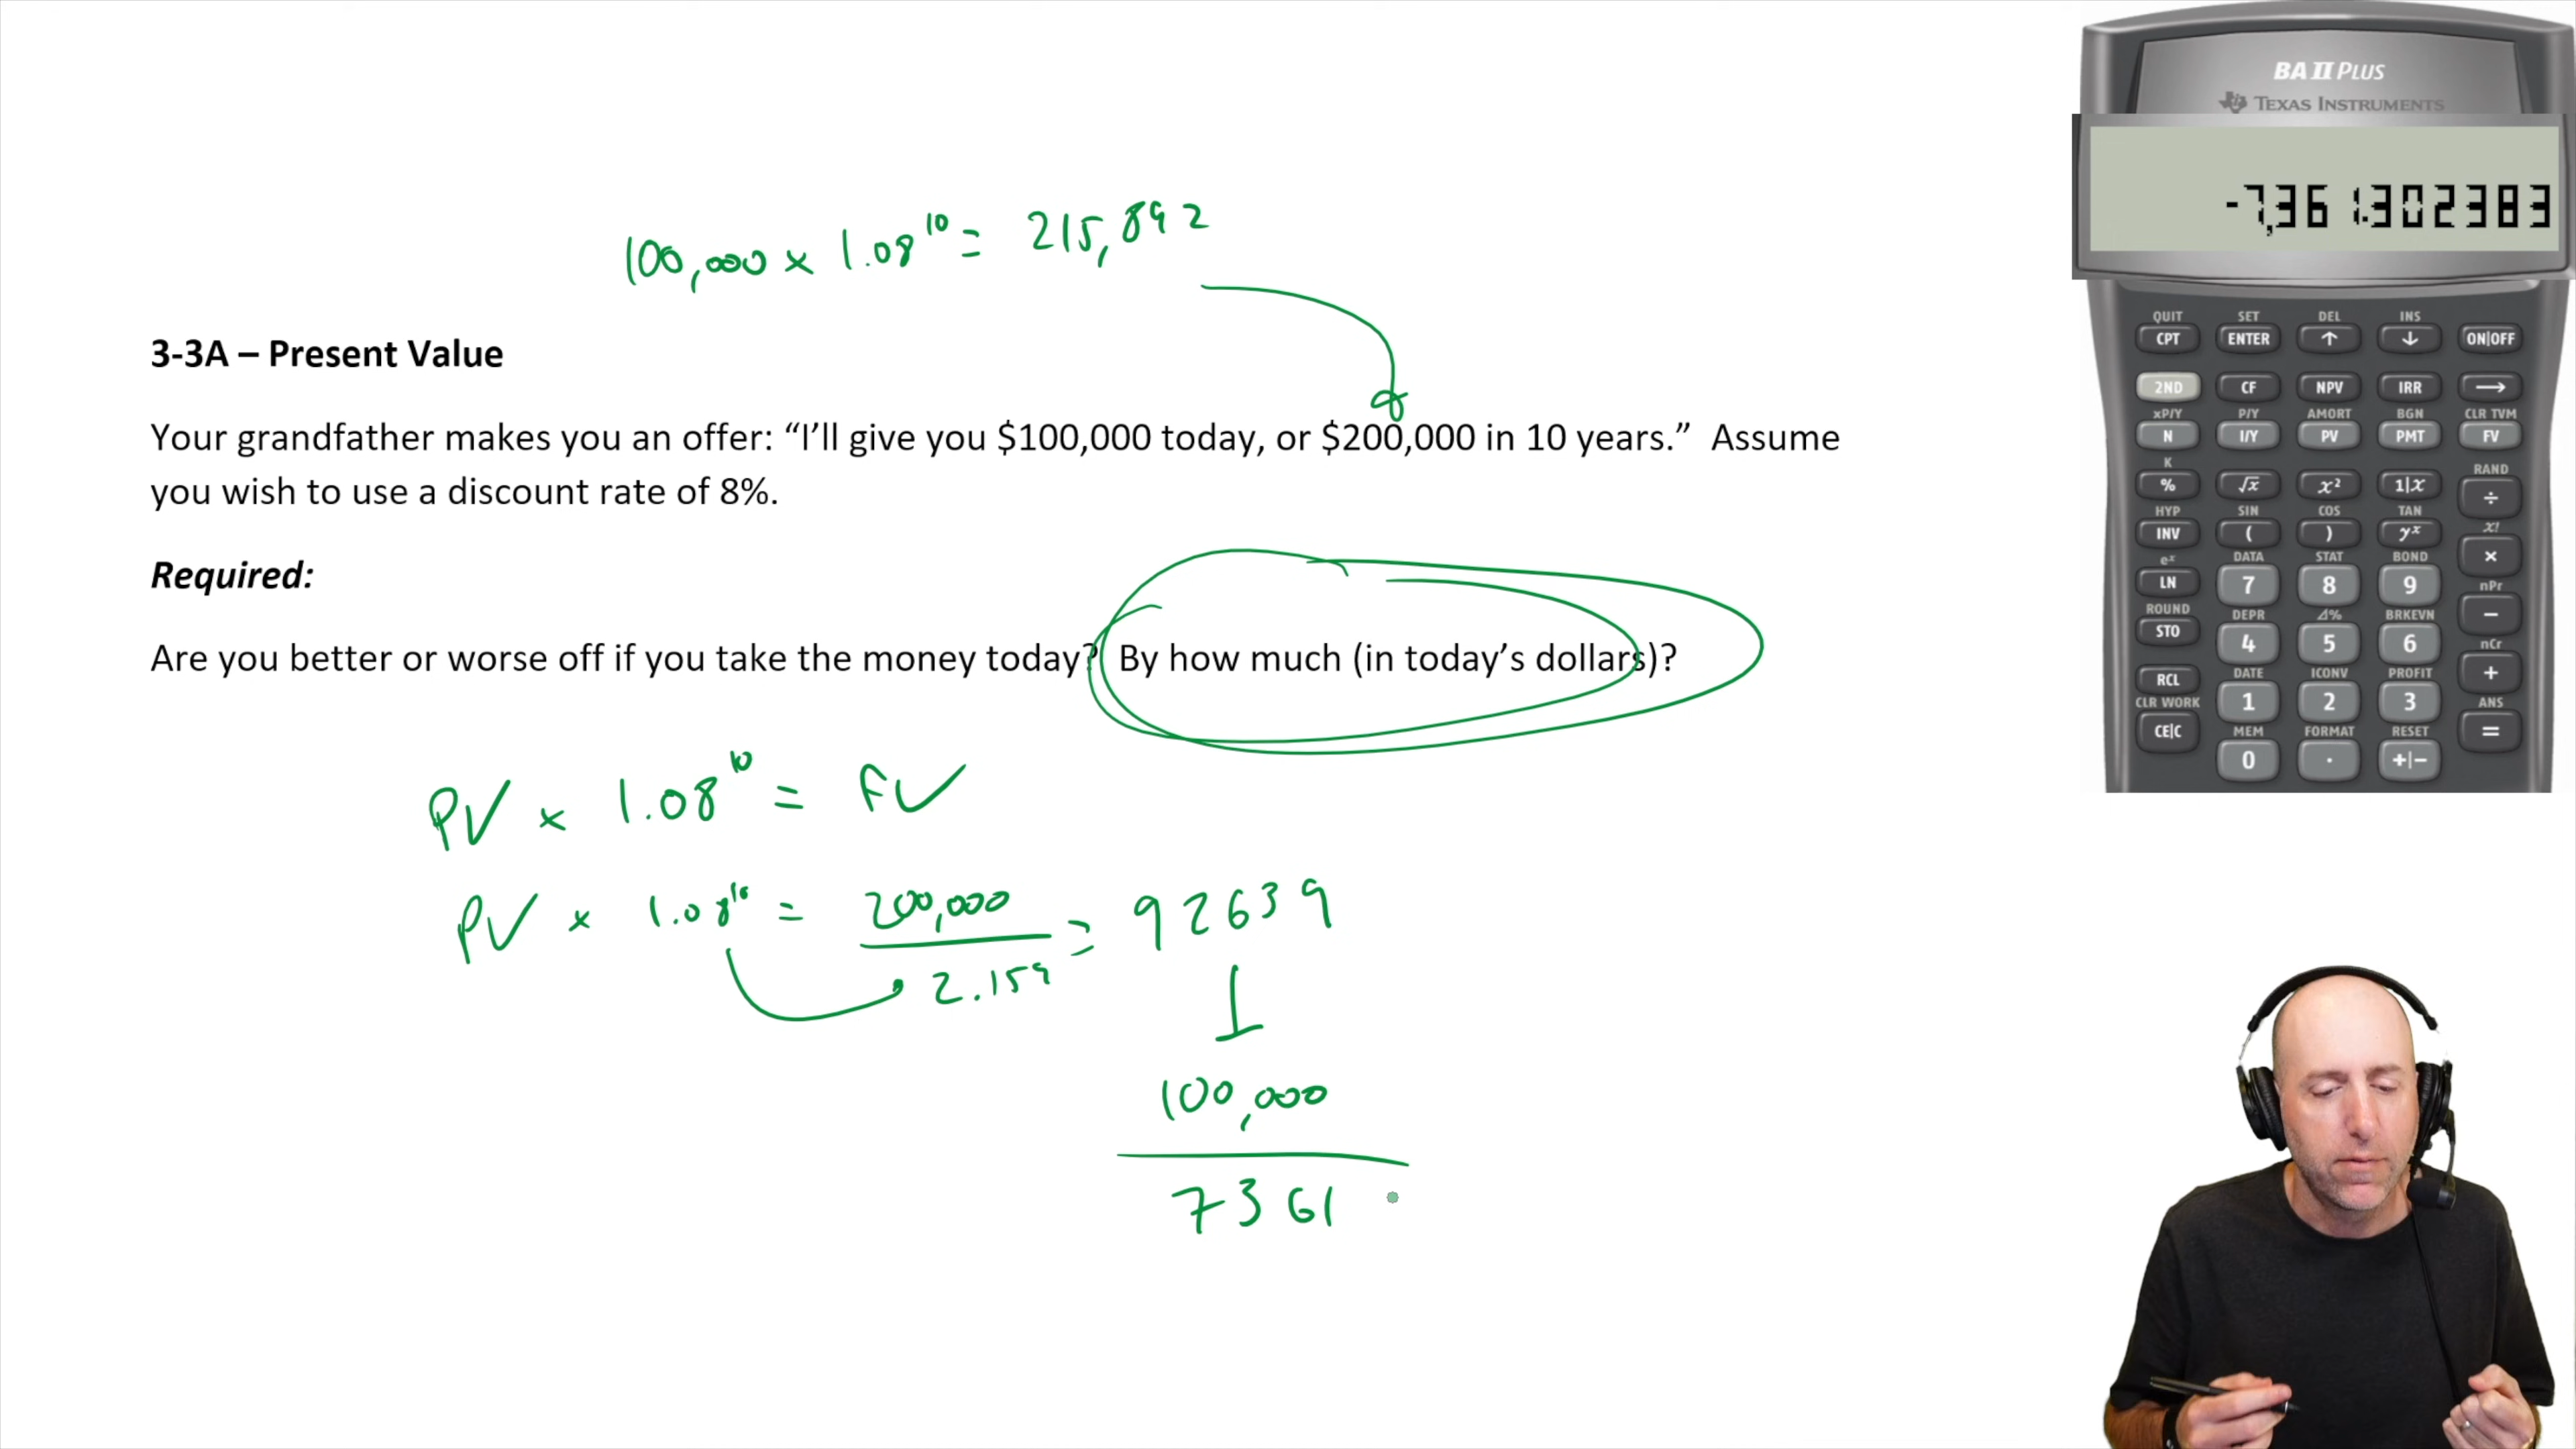 100,000 x 1.08^10 = 215,892
3-3A – Present Value
Your grandfather makes you an offer: “I’ll give you $100,000 today, or $200,000 in 10 years.” Assume
you wish to use a discount rate of 8%.
Required:
Are you better or worse off if you take the money today? By how much (in today’s dollars)?
PV x 1.08^10 = FV
PV x 1.08^10 = 200,000 = 92639
2.159
100,000
7361
BA II PLUS
TEXAS INSTRUMENTS
-7,361.302383
QUIT SET DEL INS
CPT ENTER ↑ ↓ ON|OFF
2ND CF NPV IRR →
xP/Y P/Y AMORT BGN CLR TVM
N I/Y PV PMT FV
K RAND
% √x x² 1|x ÷
HYP SIN COS TAN x!
INV ( ) yˣ ×
eˣ DATA STAT BOND nPr
LN 7 8 9 −
ROUND DEPR Δ% BRKEVN nCr
STO 4 5 6 +
DATE ICONV PROFIT
RCL 1 2 3
CLR WORK MEM FORMAT RESET ANS
CE|C 0 . +|− =